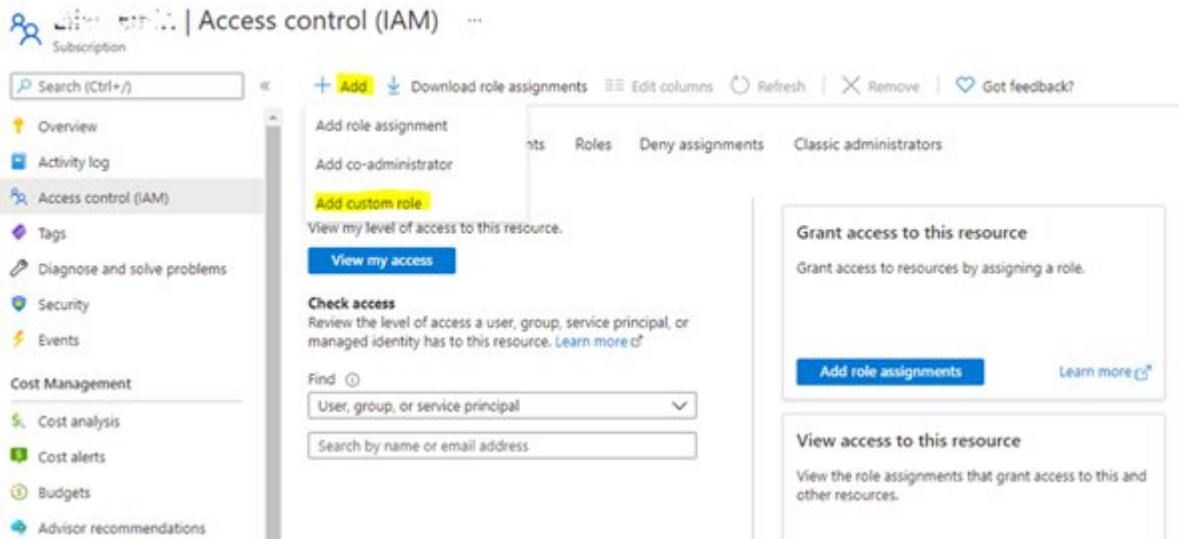 | Access control (IAM) ...
Subscription
Search (Ctrl+/)
«
Add
Download role assignments
Edit columns
Refresh
Remove
Got feedback?
Overview
Activity log
Access control (IAM)
Tags
Diagnose and solve problems
Security
Events
Cost Management
Cost analysis
Cost alerts
Budgets
Advisor recommendations
Add role assignment
Add co-administrator
Add custom role
Roles
Deny assignments
Classic administrators
View my level of access to this resource.
View my access
Check access
Review the level of access a user, group, service principal, or
managed identity has to this resource. Learn more
Find
User, group, or service principal
Search by name or email address
Grant access to this resource
Grant access to resources by assigning a role.
Add role assignments
Learn more
View access to this resource
View the role assignments that grant access to this and
other resources.